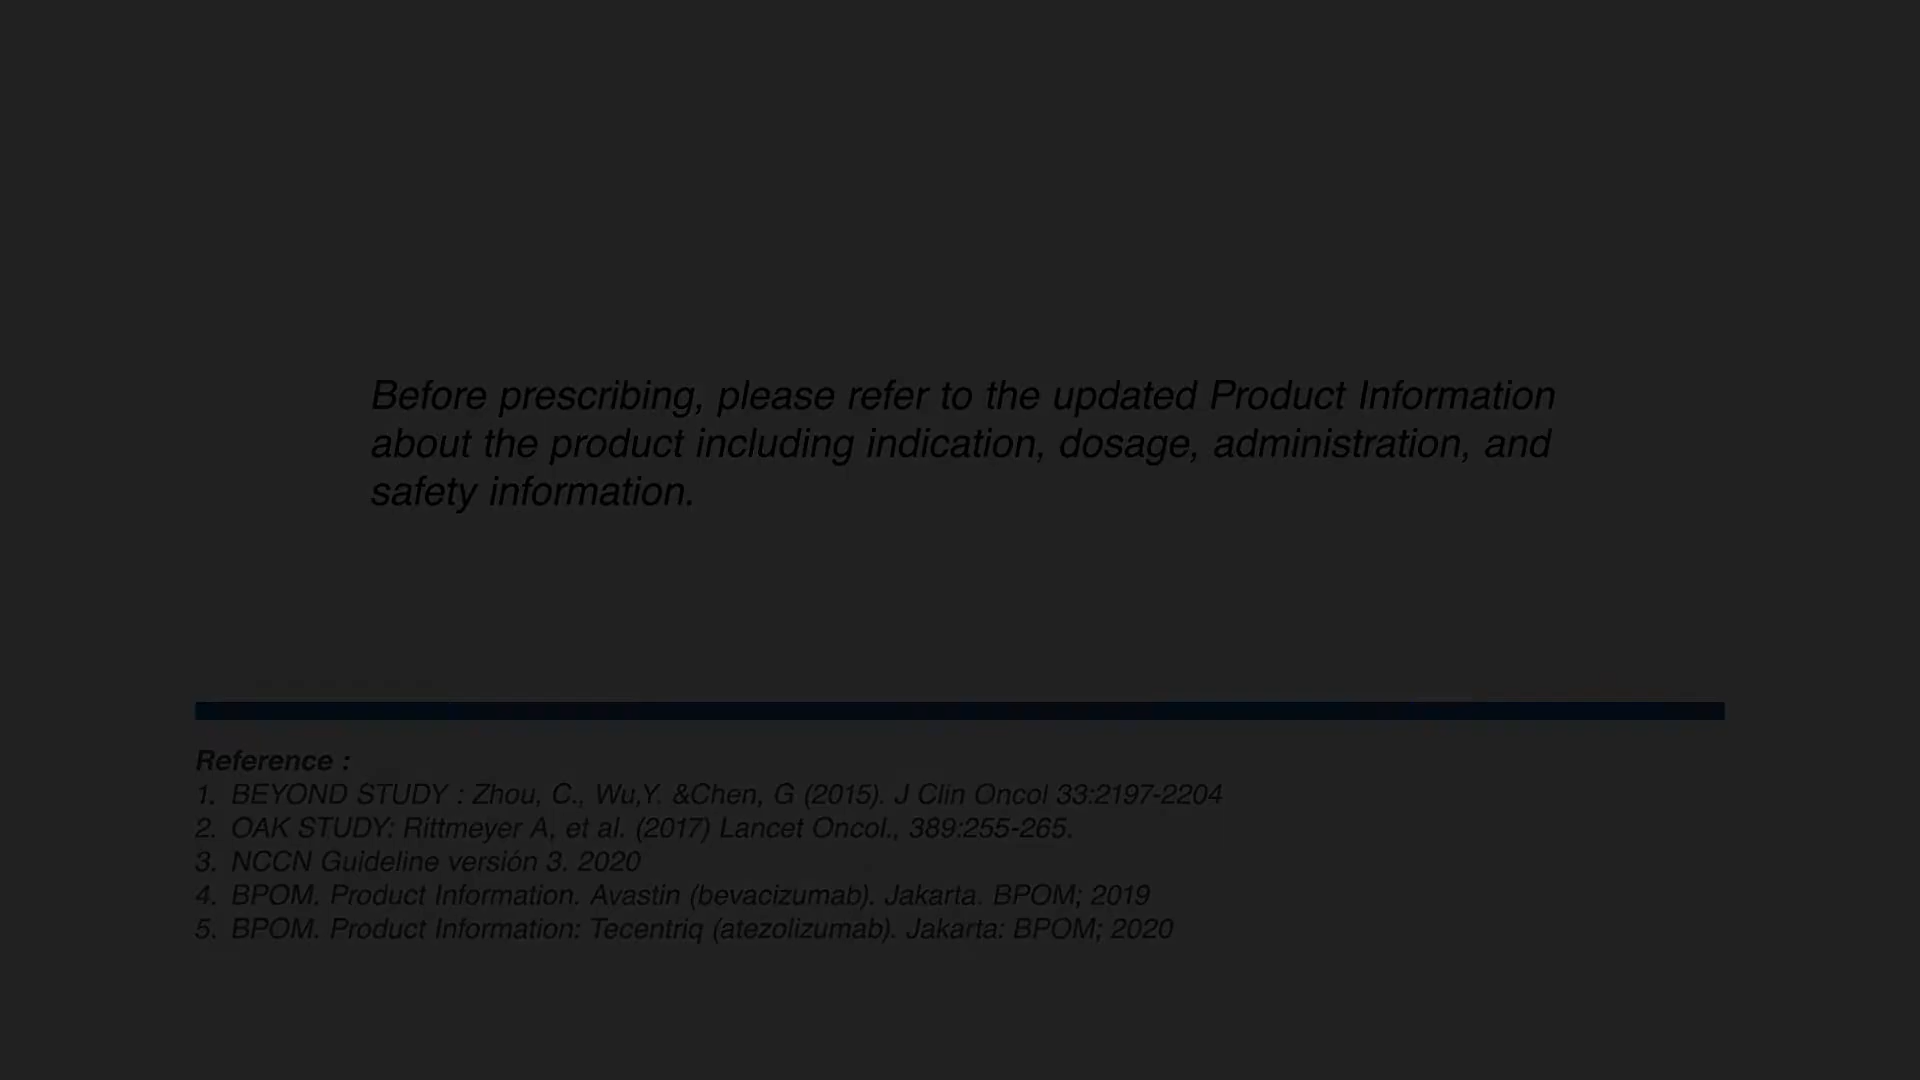 Before prescribing, please refer to the updated Product Information
about the product including indication, dosage, administration, and
safety information.
Reference :
1. BEYOND STUDY : Zhou, C., Wu,Y. &Chen, G (2015). J Clin Oncol 33:2197-2204
2. OAK STUDY: Rittmeyer A, et al. (2017) Lancet Oncol., 389:255-265.
3. NCCN Guideline versión 3. 2020
4. BPOM. Product Information. Avastin (bevacizumab). Jakarta. BPOM; 2019
5. BPOM. Product Information: Tecentriq (atezolizumab). Jakarta: BPOM; 2020